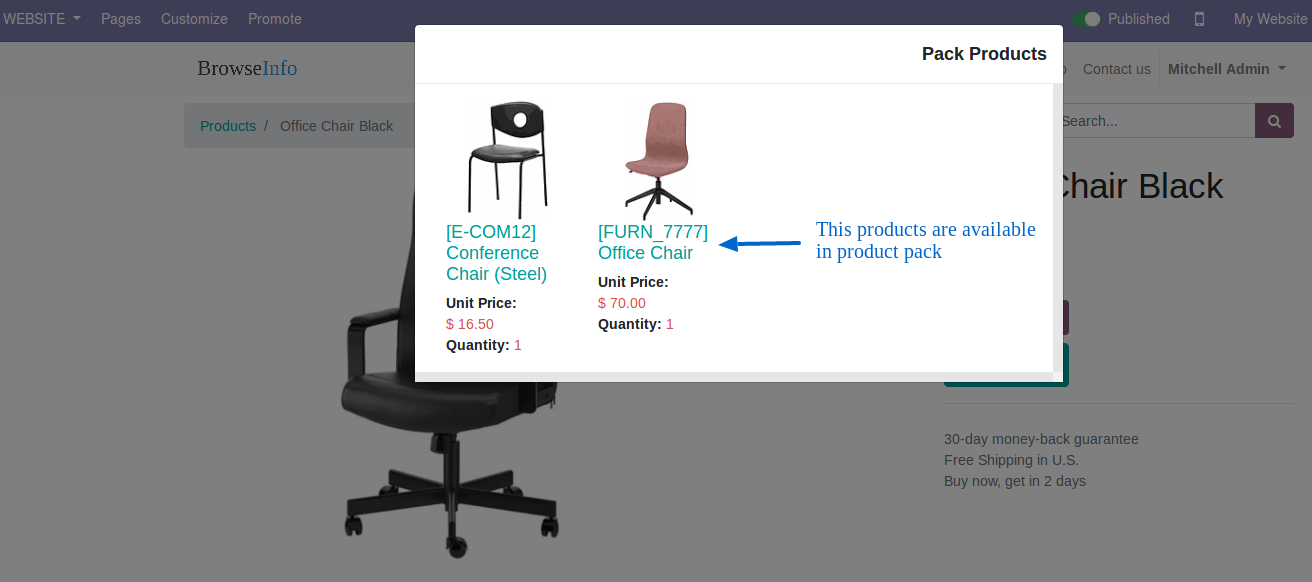 WEBSITE Pages Customize Promote Published My Website
BrowseInfo Contact us Mitchell Admin
Pack Products
Products / Office Chair Black
Search...
Chair Black
[E-COM12]
Conference
Chair (Steel)
Unit Price:
$ 16.50
Quantity: 1
[FURN_7777]
Office Chair
Unit Price:
$ 70.00
Quantity: 1
This products are available
in product pack
30-day money-back guarantee
Free Shipping in U.S.
Buy now, get in 2 days